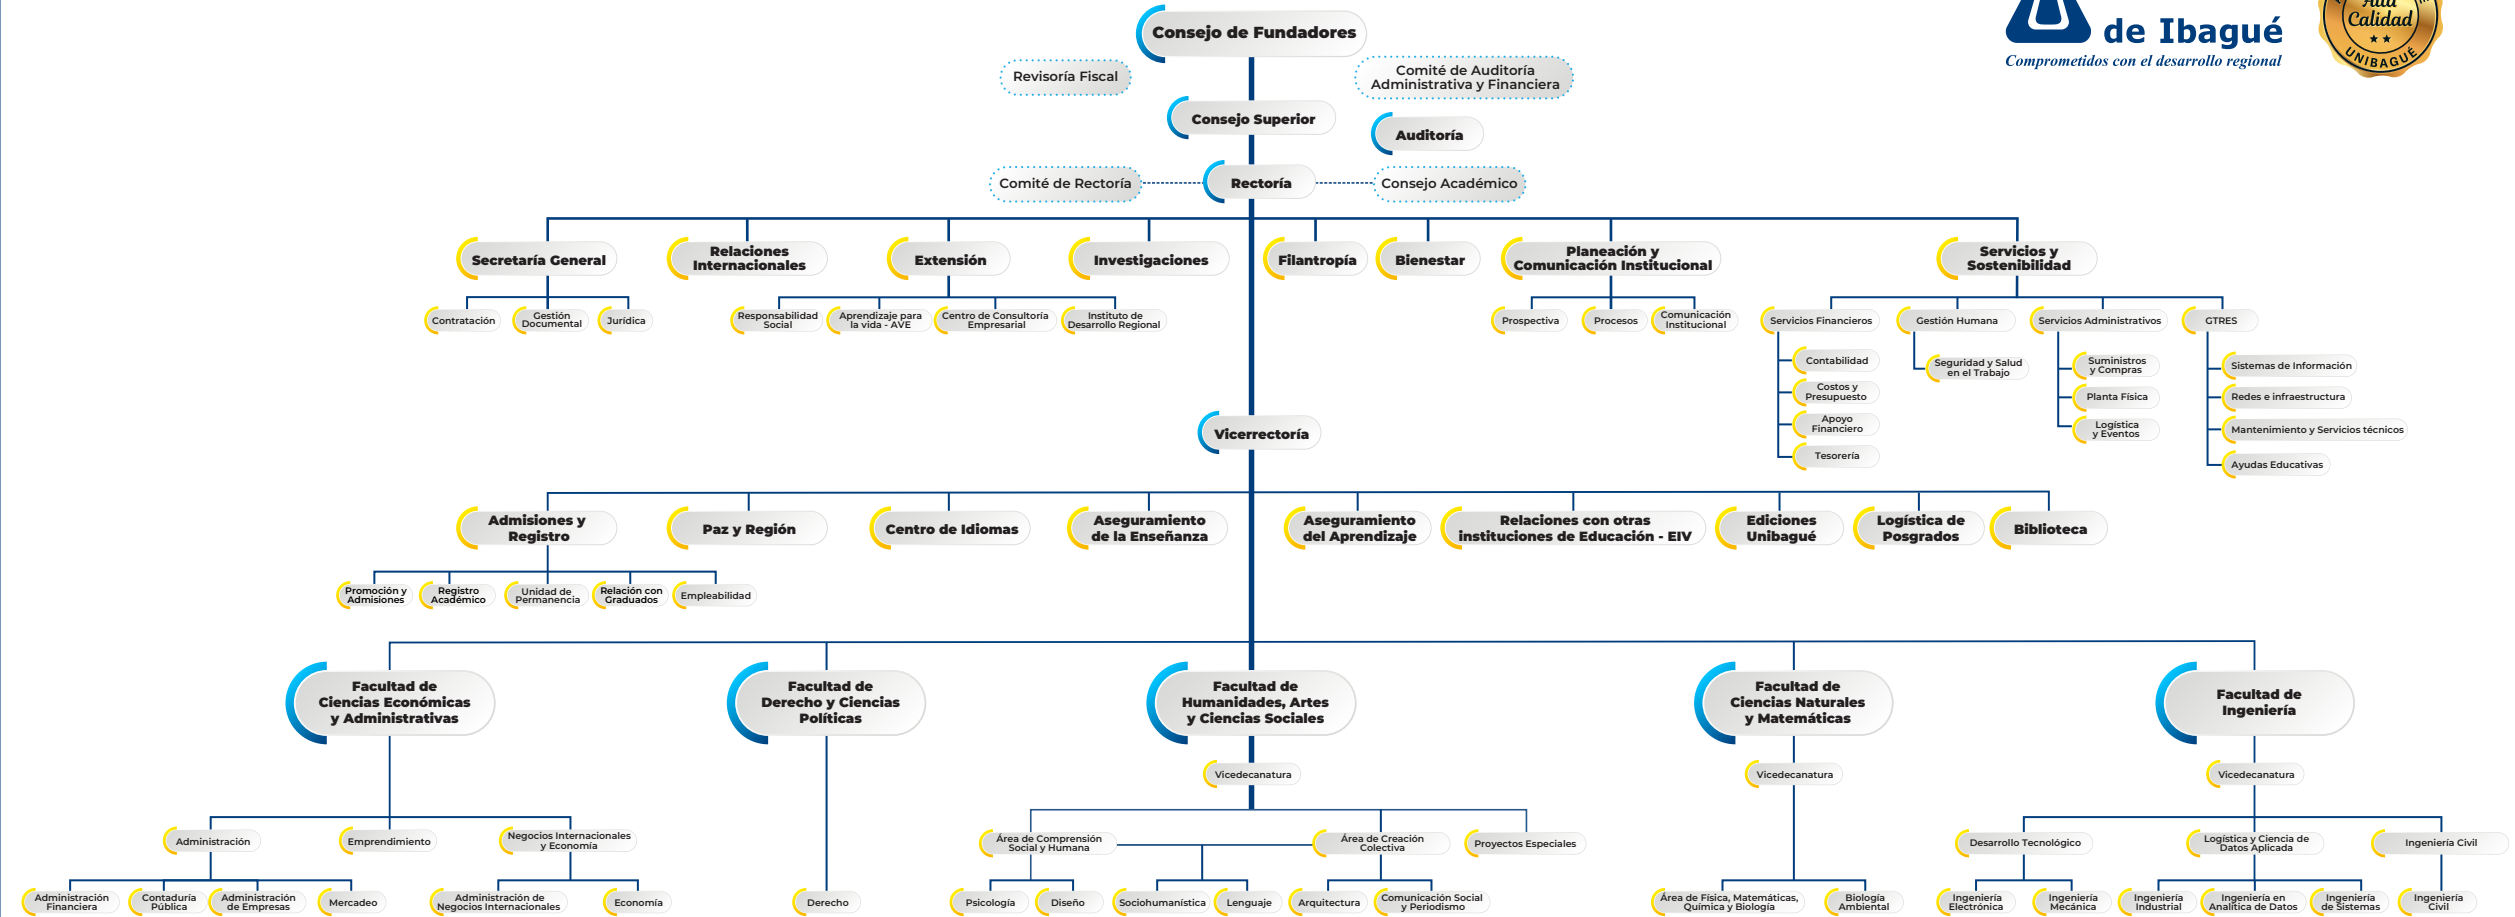 Consejo de Fundadores
de Ibagué
Comprometidos con el desarrollo regional
Alta
Calidad
UNIBAGUÉ
Revisoría Fiscal
Comité de Auditoría
Administrativa y Financiera
Consejo Superior
Auditoría
Comité de Rectoría
Rectoría
Consejo Académico
Secretaría General
Relaciones
Internacionales
Extensión
Investigaciones
Filantropía
Bienestar
Planeación y
Comunicación Institucional
Servicios y
Sostenibilidad
Contratación
Gestión
Documental
Jurídica
Responsabilidad
Social
Aprendizaje para
la vida - AVE
Centro de Consultoría
Empresarial
Instituto de
Desarrollo Regional
Prospectiva
Procesos
Comunicación
Institucional
Servicios Financieros
Gestión Humana
Servicios Administrativos
GTRES
Contabilidad
Costos y
Presupuesto
Apoyo
Financiero
Tesorería
Seguridad y Salud
en el Trabajo
Suministros
y Compras
Planta Física
Logística
y Eventos
Sistemas de Información
Redes e infraestructura
Mantenimiento y Servicios técnicos
Ayudas Educativas
Vicerrectoría
Admisiones y
Registro
Paz y Región
Centro de Idiomas
Aseguramiento
de la Enseñanza
Aseguramiento
del Aprendizaje
Relaciones con otras
instituciones de Educación - EIV
Ediciones
Unibagué
Logística de
Posgrados
Biblioteca
Promoción y
Admisiones
Registro
Académico
Unidad de
Permanencia
Relación con
Graduados
Empleabilidad
Facultad de
Ciencias Económicas
y Administrativas
Facultad de
Derecho y Ciencias
Políticas
Facultad de
Humanidades, Artes
y Ciencias Sociales
Facultad de
Ciencias Naturales
y Matemáticas
Facultad de
Ingeniería
Vicedecanatura
Vicedecanatura
Vicedecanatura
Administración
Emprendimiento
Negocios Internacionales
y Economía
Área de Comprensión
Social y Humana
Área de Creación
Colectiva
Proyectos Especiales
Desarrollo Tecnológico
Logística y Ciencia de
Datos Aplicada
Ingeniería Civil
Administración
Financiera
Contaduría
Pública
Administración
de Empresas
Mercadeo
Administración de
Negocios Internacionales
Economía
Derecho
Psicología
Diseño
Sociohumanística
Lenguaje
Arquitectura
Comunicación Social
y Periodismo
Área de Física, Matemáticas,
Química y Biología
Biología
Ambiental
Ingeniería
Electrónica
Ingeniería
Mecánica
Ingeniería
Industrial
Ingeniería en
Analítica de Datos
Ingeniería
de Sistemas
Ingeniería
Civil